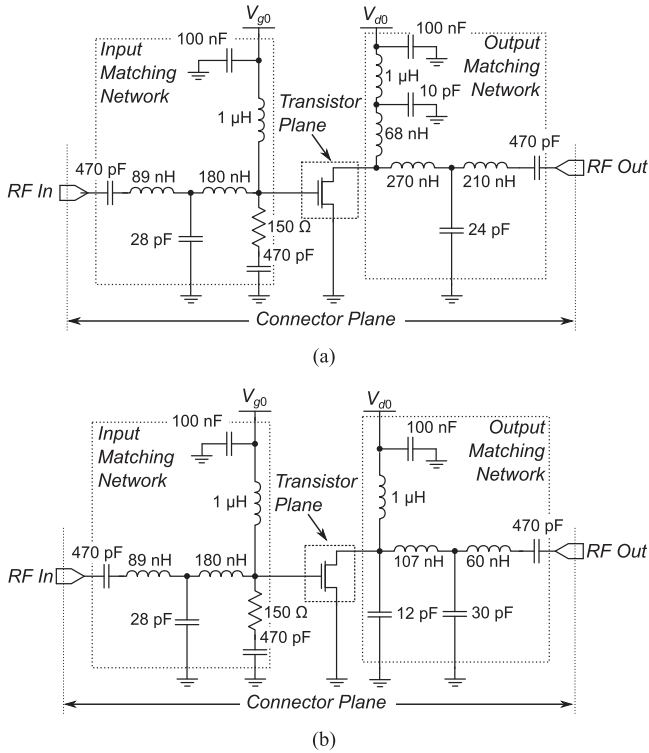 V_g0
V_d0
100 nF
100 nF
Input
Matching
Network
Output
Matching
Network
1 μH
10 pF
Transistor
Plane
1 μH
68 nH
470 pF
470 pF
89 nH
180 nH
RF In
RF Out
270 nH
210 nH
150 Ω
28 pF
24 pF
470 pF
Connector Plane
(a)
V_g0
V_d0
100 nF
100 nF
Input
Matching
Network
Output
Matching
Network
Transistor
Plane
1 μH
1 μH
470 pF
470 pF
89 nH
180 nH
RF In
RF Out
107 nH
60 nH
150 Ω
28 pF
12 pF
30 pF
470 pF
Connector Plane
(b)